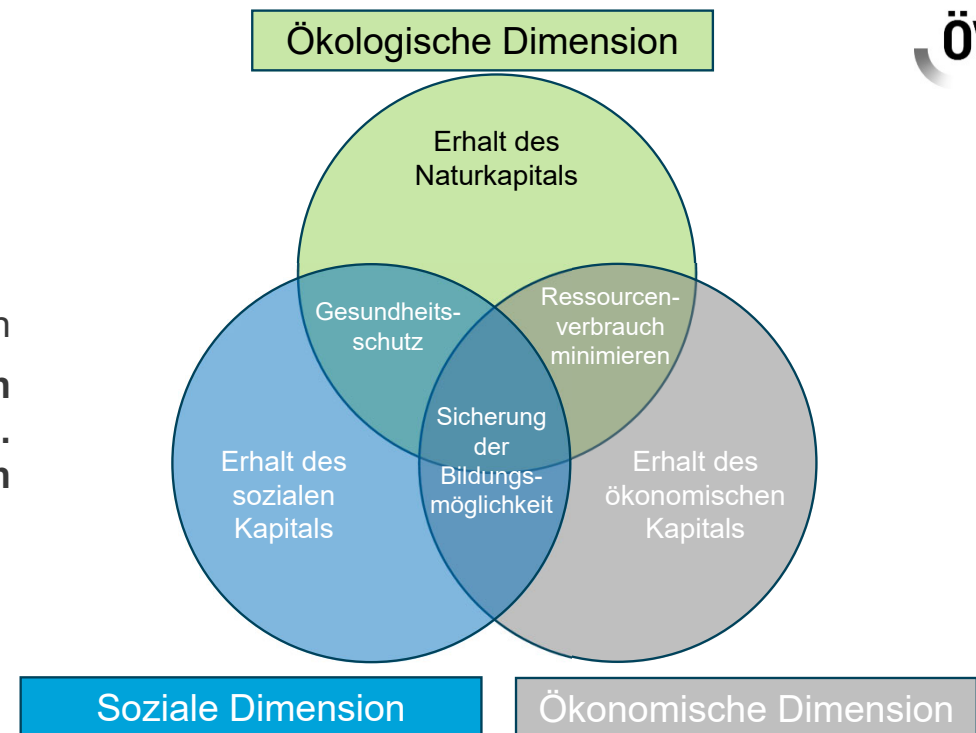 Ökologische Dimension
Erhalt des
Naturkapitals
Gesundheits-
schutz
Ressourcen-
verbrauch
minimieren
Sicherung
der
Bildungs-
möglichkeit
Erhalt des
sozialen
Kapitals
Erhalt des
ökonomischen
Kapitals
Soziale Dimension
Ökonomische Dimension